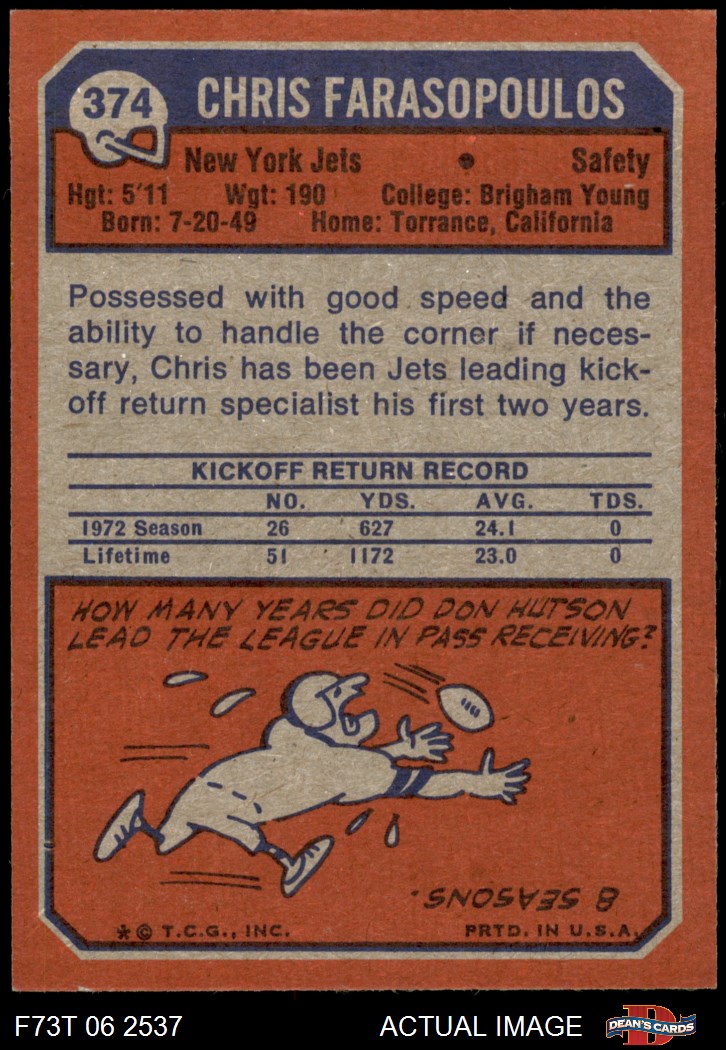 374 CHRIS FARASOPOULOS
New York Jets • Safety
Hgt: 5'11 Wgt: 190 College: Brigham Young
Born: 7-20-49 Home: Torrance, California
Possessed with good speed and the
ability to handle the corner if neces-
sary, Chris has been Jets leading kick-
off return specialist his first two years.
KICKOFF RETURN RECORD
NO. YDS. AVG. TDS.
1972 Season 26 627 24.1 0
Lifetime 51 1172 23.0 0
HOW MANY YEARS DID DON HUTSON
LEAD THE LEAGUE IN PASS RECEIVING?
8 SEASONS.
* © T.C.G., INC. PRTD. IN U.S.A.
F73T 06 2537 ACTUAL IMAGE D DEAN'S CARDS